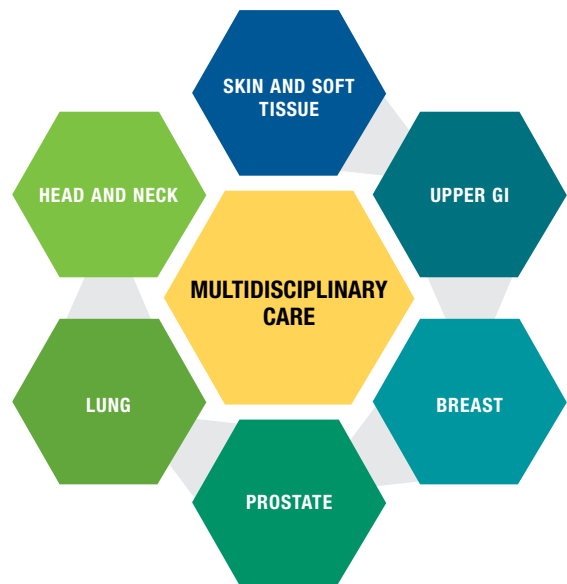 SKIN AND SOFT
TISSUE
HEAD AND NECK
UPPER GI
MULTIDISCIPLINARY
CARE
LUNG
BREAST
PROSTATE